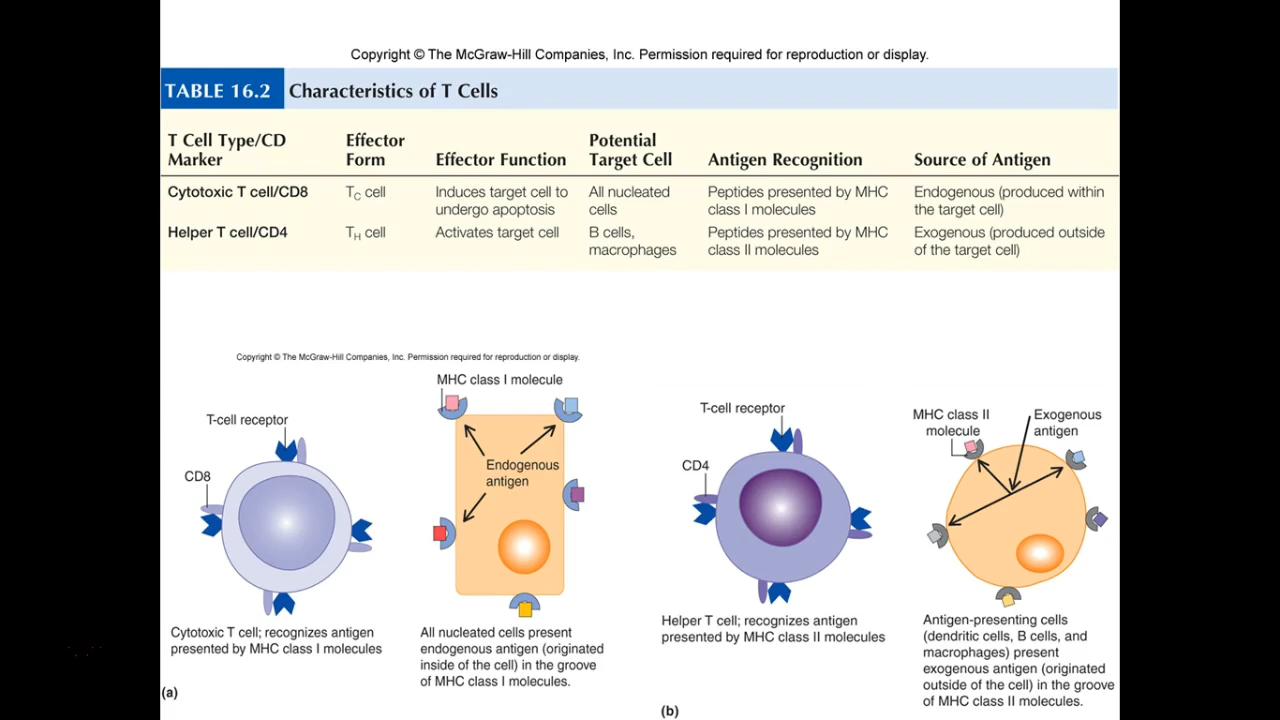 Copyright © The McGraw-Hill Companies, Inc. Permission required for reproduction or display.
TABLE 16.2 Characteristics of T Cells
T Cell Type/CD Marker
Effector Form
Effector Function
Potential Target Cell
Antigen Recognition
Source of Antigen
Cytotoxic T cell/CD8
TC cell
Induces target cell to
undergo apoptosis
All nucleated
cells
Peptides presented by MHC
class I molecules
Endogenous (produced within
the target cell)
Helper T cell/CD4
TH cell
Activates target cell
B cells,
macrophages
Peptides presented by MHC
class II molecules
Exogenous (produced outside
of the target cell)
Copyright © The McGraw-Hill Companies, Inc. Permission required for reproduction or display.
MHC class I molecule
T-cell receptor
CD8
Endogenous
antigen
Cytotoxic T cell; recognizes antigen
presented by MHC class I molecules
All nucleated cells present
endogenous antigen (originated
inside of the cell) in the groove
of MHC class I molecules.
(a)
T-cell receptor
CD4
MHC class II
molecule
Exogenous
antigen
Helper T cell; recognizes antigen
presented by MHC class II molecules
Antigen-presenting cells
(dendritic cells, B cells, and
macrophages) present
exogenous antigen (originated
outside of the cell) in the groove
of MHC class II molecules.
(b)